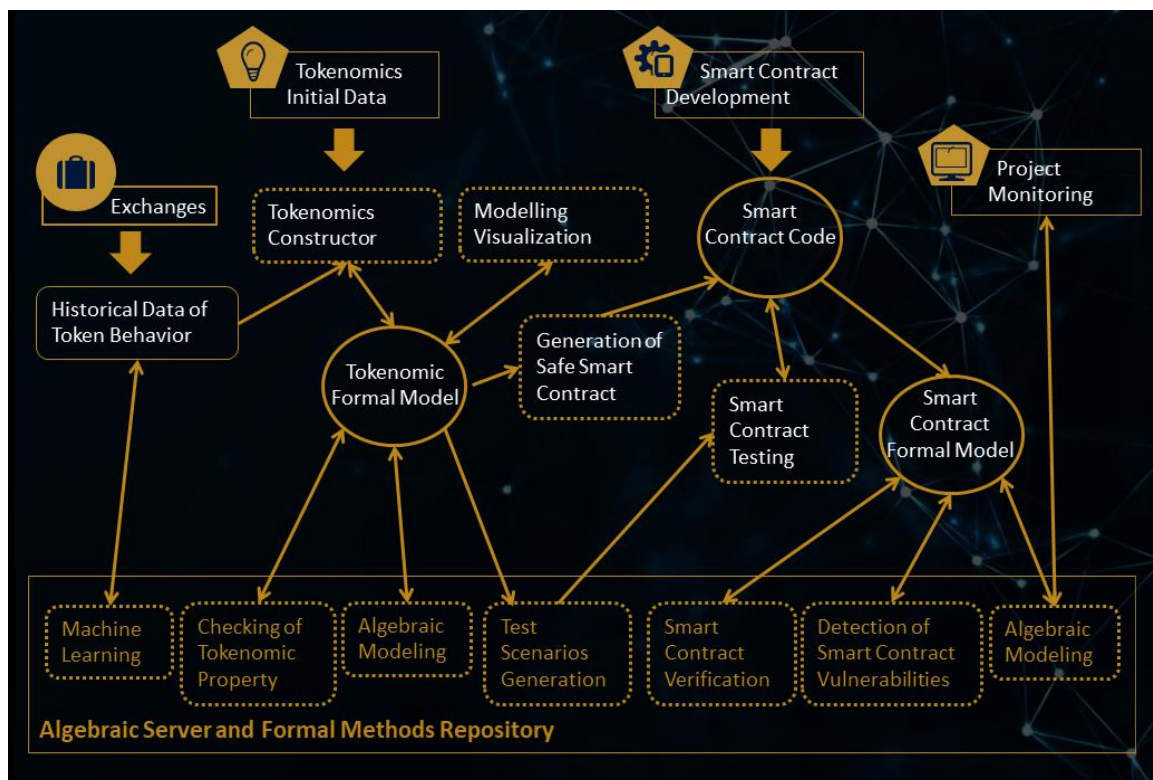 Tokenomics
Initial Data
Smart Contract
Development
Project
Monitoring
Exchanges
Tokenomics
Constructor
Modelling
Visualization
Smart
Contract Code
Historical Data of
Token Behavior
Tokenomic
Formal Model
Generation of
Safe Smart
Contract
Smart
Contract
Testing
Smart
Contract
Formal Model
Machine
Learning
Checking of
Tokenomic
Property
Algebraic
Modeling
Test
Scenarios
Generation
Smart
Contract
Verification
Detection of
Smart Contract
Vulnerabilities
Algebraic
Modeling
Algebraic Server and Formal Methods Repository